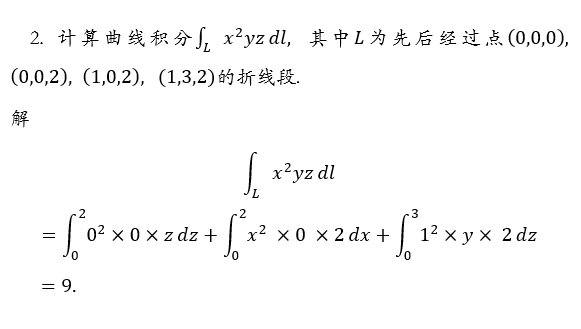 2. 计算曲线积分∫_L x²yz dl, 其中L为先后经过点(0,0,0),
(0,0,2), (1,0,2), (1,3,2)的折线段.
解
∫_L x²yz dl
= ∫_0^2 0² × 0 × z dz + ∫_0^2 x² × 0 × 2 dx + ∫_0^3 1² × y × 2 dz
= 9.